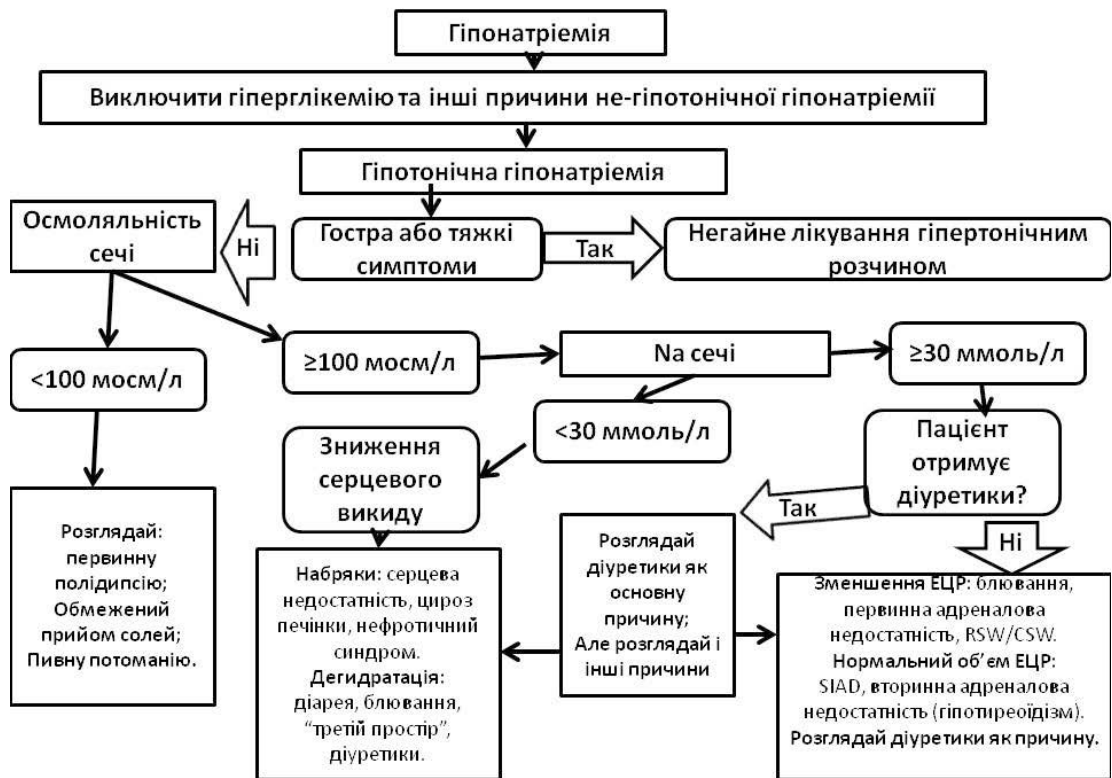 Гіпонатріемія
Виключити гіперглікемію та інші причини не-гіпотонічної гіпонатріемії
Гіпотонічна гіпонатріемія
Осмоляльність
сечі
Ні
Гостра або тяжкі
симптоми
Так
Негайне лікування гіпертонічним
розчином
<100 мосм/л
≥100 мосм/л
Na сечі
≥30 ммоль/л
<30 ммоль/л
Зниження
серцевого
викиду
Пацієнт
отримує
діуретики?
Так
Ні
Розглядай:
первинну
полідипсію;
Обмежений
прийом солей;
Пивну потоманію.
Набряки: серцева
недостатність, цироз
печінки, нефротичний
синдром.
Дегидратація:
діарея, блювання,
“третій простір”,
діуретики.
Розглядай
діуретики як
основну
причину;
Але розглядай і
інші причини
Зменшення ЕЦР: блювання,
первинна адреналова
недостатність, RSW/CSW.
Нормальний об’єм ЕЦР:
SIAD, вторинна адреналова
недостатність (гіпотиреоїдізм).
Розглядай діуретики як причину.